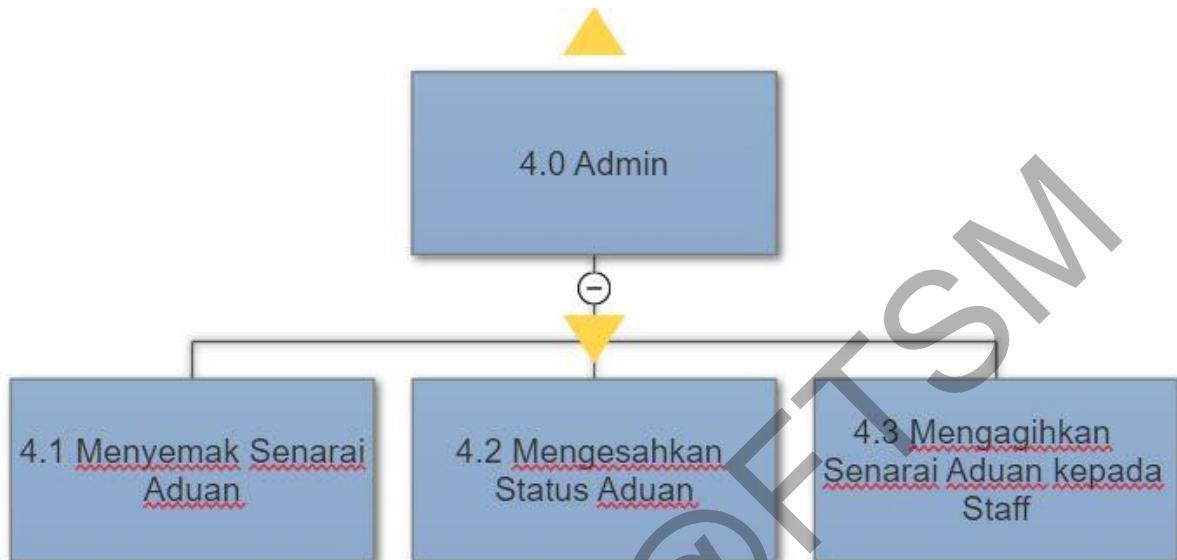 4.0 Admin
4.1 Menyemak Senarai
Aduan
4.2 Mengesahkan
Status Aduan
4.3 Mengagihkan
Senarai Aduan kepada
Staff
@FTSM